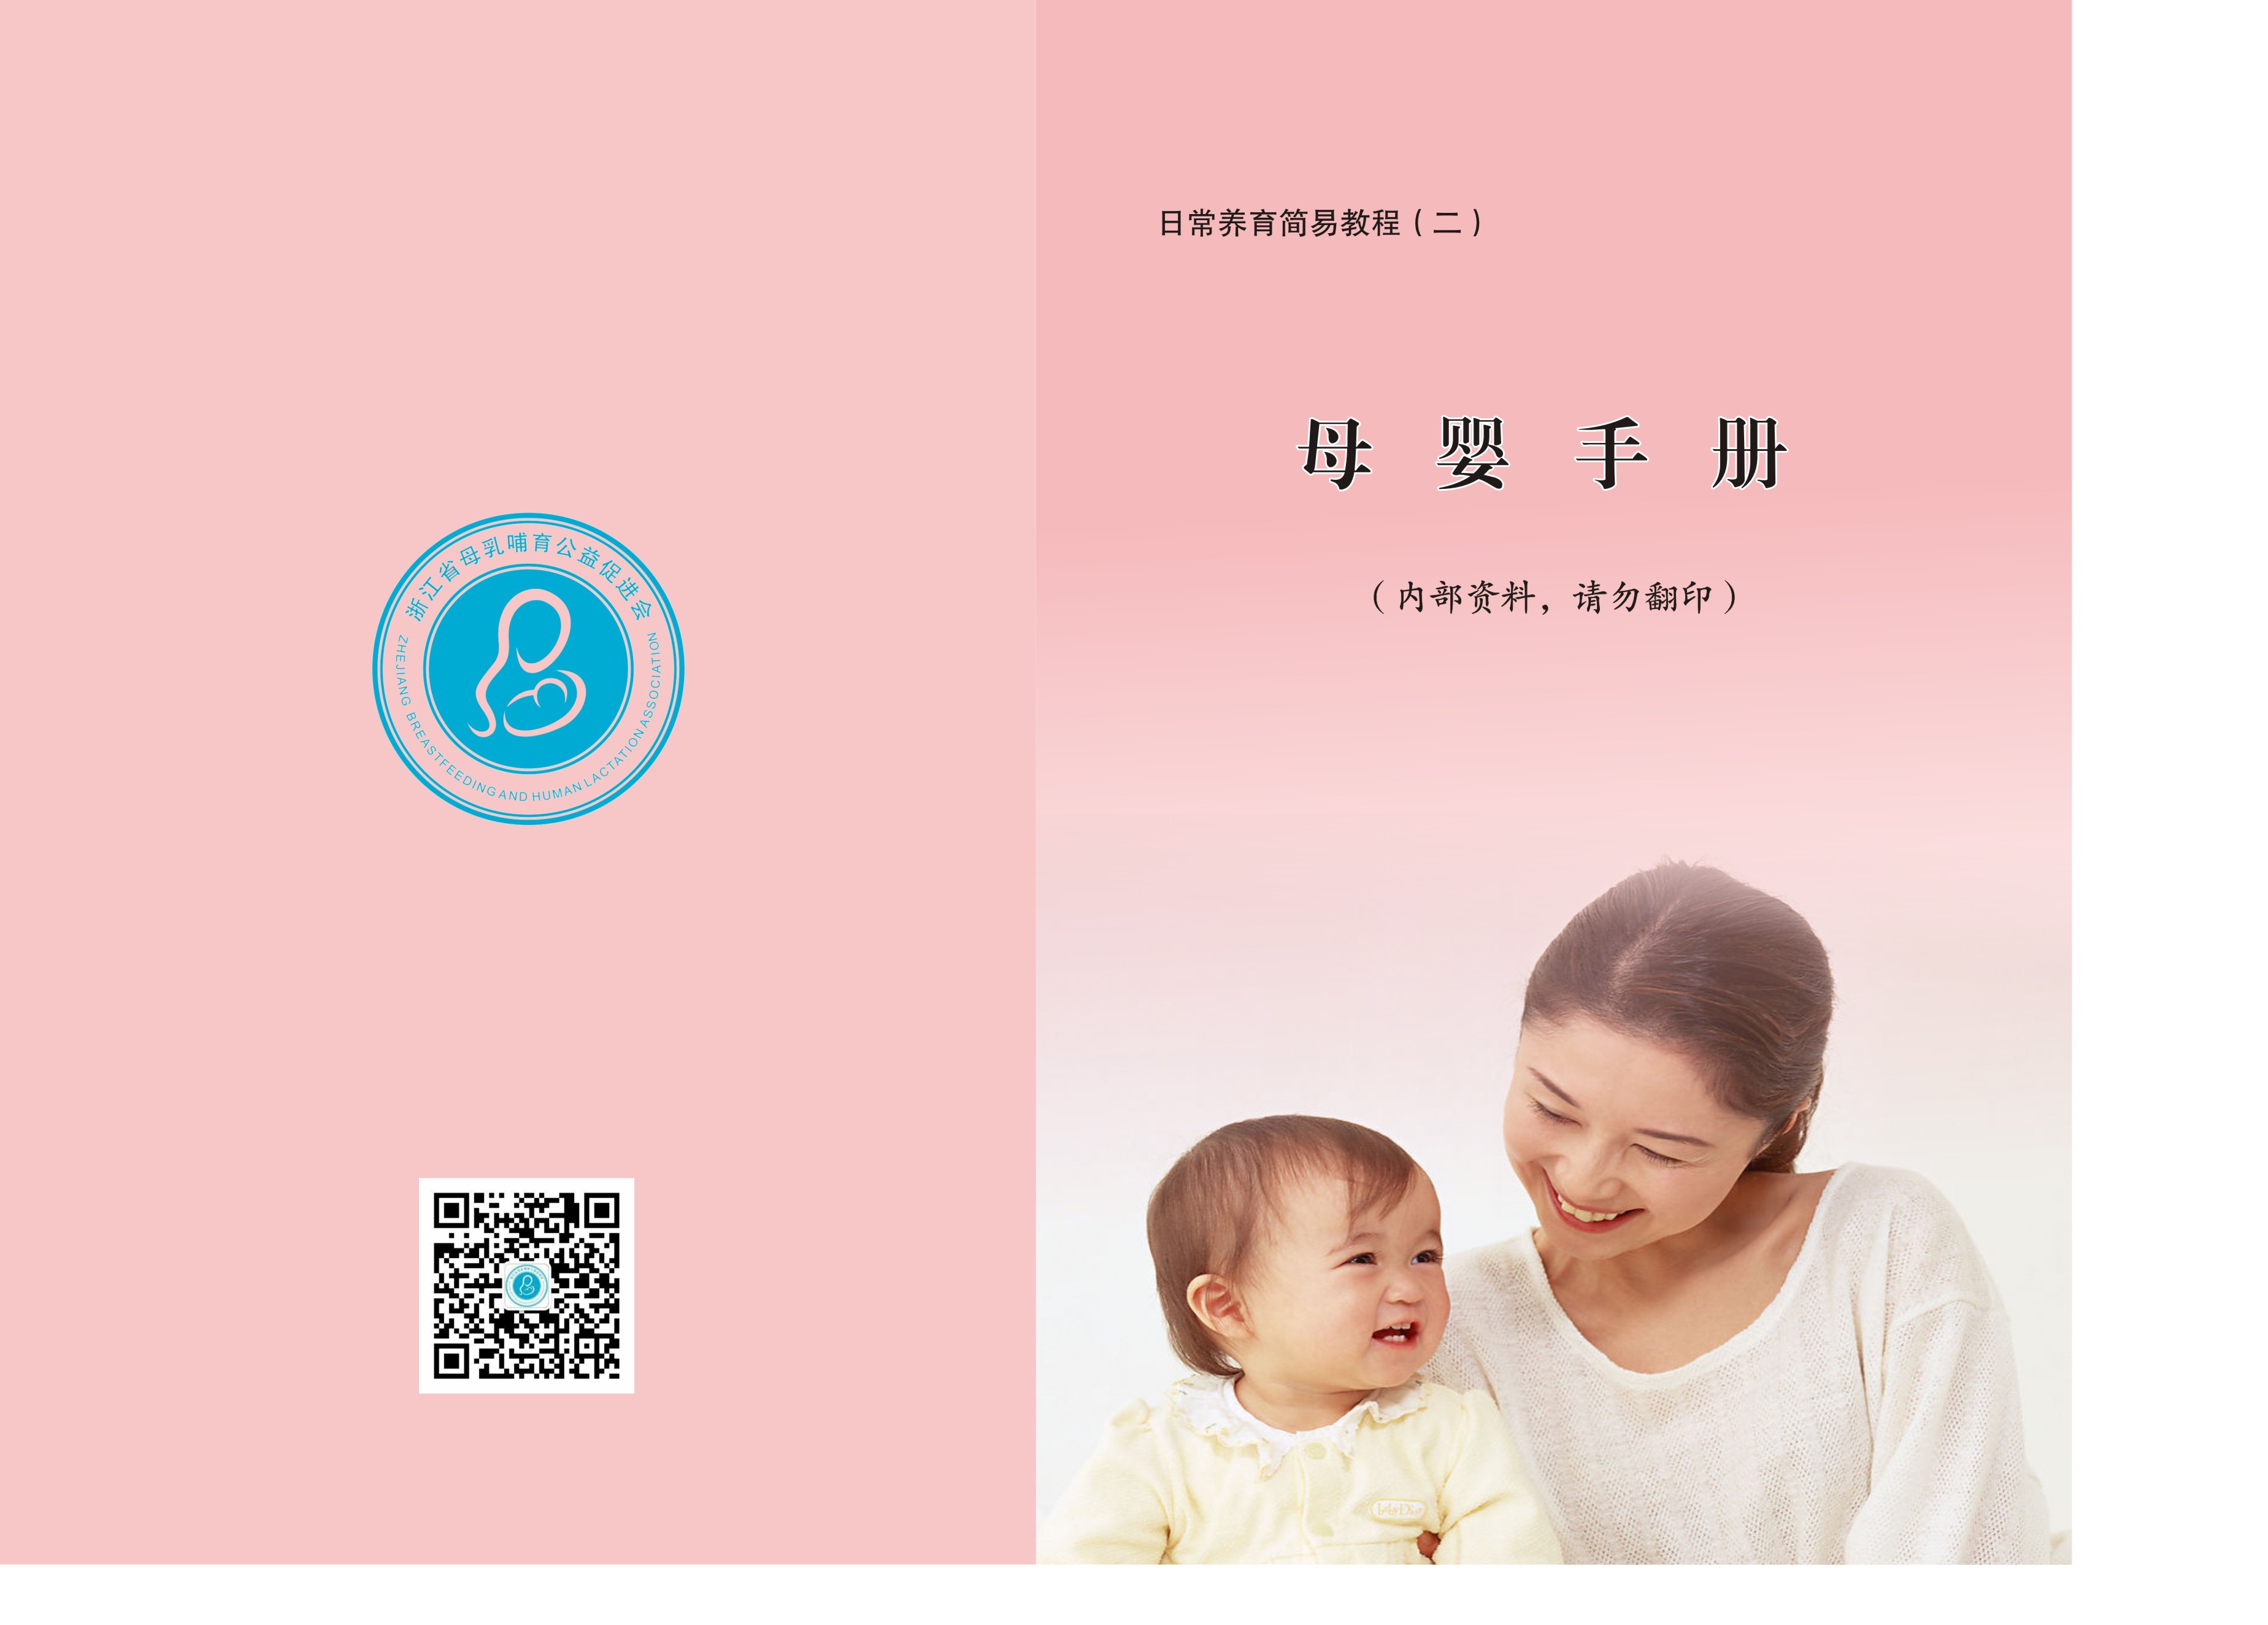 浙江省母乳哺育公益促进会
ZHEJIANG BREASTFEEDING AND HUMAN LACTATION ASSOCIATION
日常养育简易教程（二）
母婴手册
（内部资料，请勿翻印）